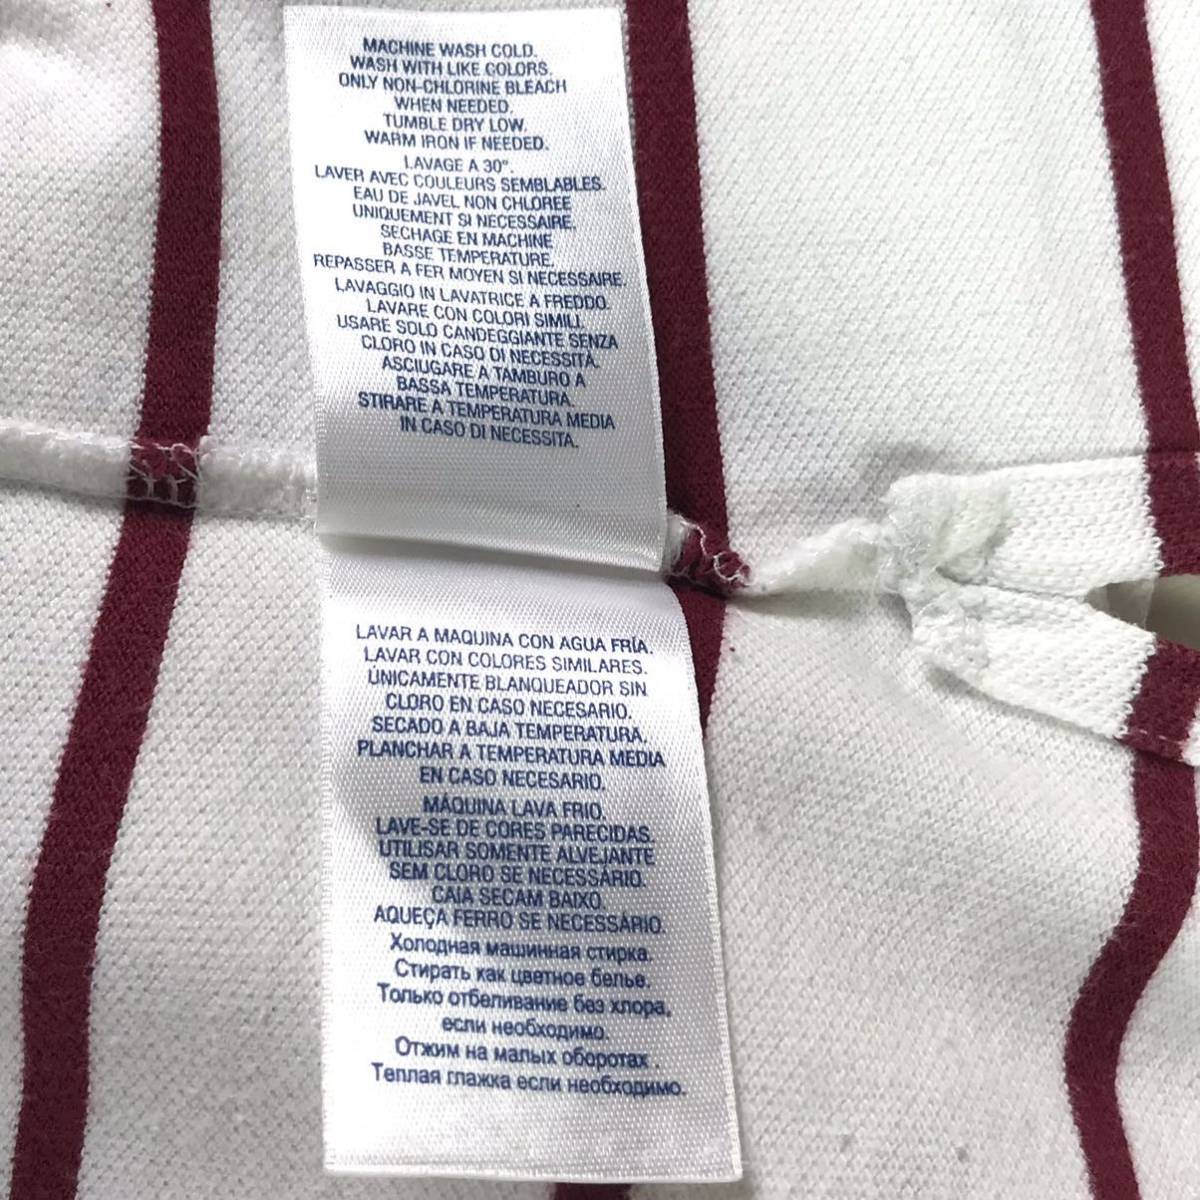 MACHINE WASH COLD.
WASH WITH LIKE COLORS.
ONLY NON-CHLORINE BLEACH
WHEN NEEDED.
TUMBLE DRY LOW.
WARM IRON IF NEEDED.
LAVAGE A 30°.
LAVER AVEC COULEURS SEMBLABLES.
EAU DE JAVEL NON CHLOREE
UNIQUEMENT SI NECESSAIRE.
SECHAGE EN MACHINE
BASSE TEMPERATURE.
REPASSER A FER MOYEN SI NECESSAIRE.
LAVAGGIO IN LAVATRICE A FREDDO.
LAVARE CON COLORI SIMILI.
USARE SOLO CANDEGGIANTE SENZA
CLORO IN CASO DI NECESSITÀ.
ASCIUGARE A TAMBURO A
BASSA TEMPERATURA.
STIRARE A TEMPERATURA MEDIA
IN CASO DI NECESSITA.
LAVAR A MAQUINA CON AGUA FRÍA.
LAVAR CON COLORES SIMILARES.
ÚNICAMENTE BLANQUEADOR SIN
CLORO EN CASO NECESARIO.
SECADO A BAJA TEMPERATURA.
PLANCHAR A TEMPERATURA MEDIA
EN CASO NECESARIO.
MÁQUINA LAVA FRIO.
LAVE-SE DE CORES PARECIDAS.
UTILISAR SOMENTE ALVEJANTE
SEM CLORO SE NECESSÁRIO.
CAIA SECAM BAIXO.
AQUEÇA FERRO SE NECESSÁRIO.
Холодная машинная стирка.
Стирать как цветное белье.
Только отбеливание без хлора,
если необходимо.
Отжим на малых оборотах .
Теплая глажка если необходимо.